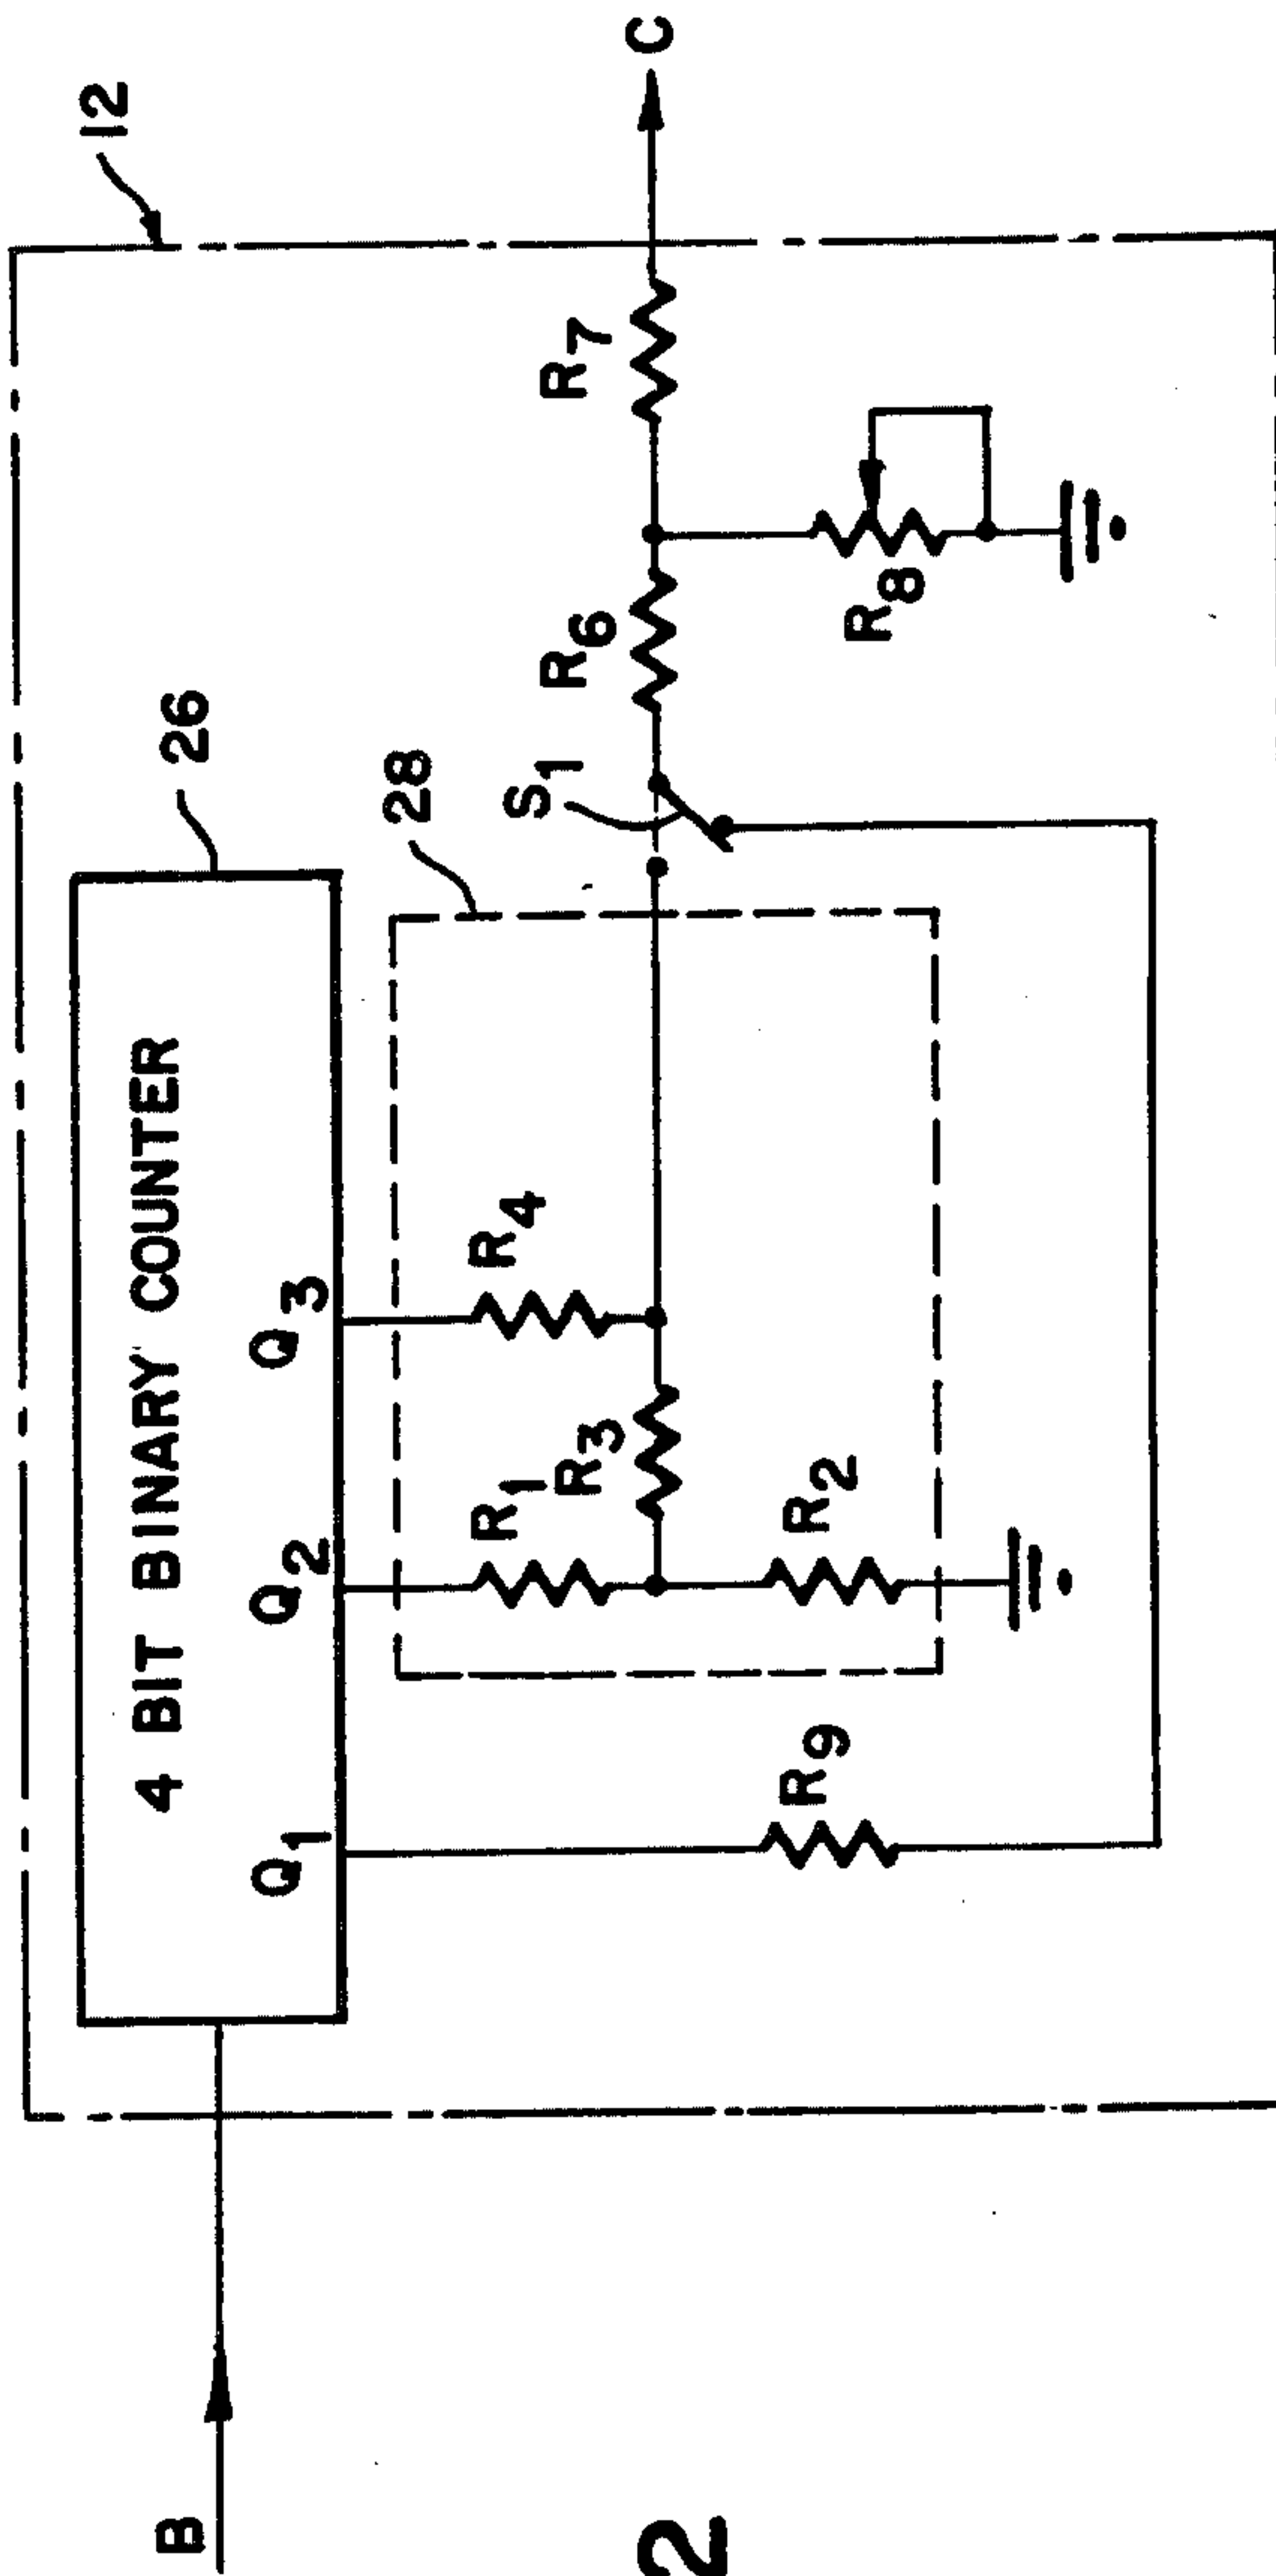 12
26
4 BIT BINARY COUNTER
B
Q1
Q2
Q3
28
R1
R4
R3
S1
R6
R7
C
R9
R2
R8
2